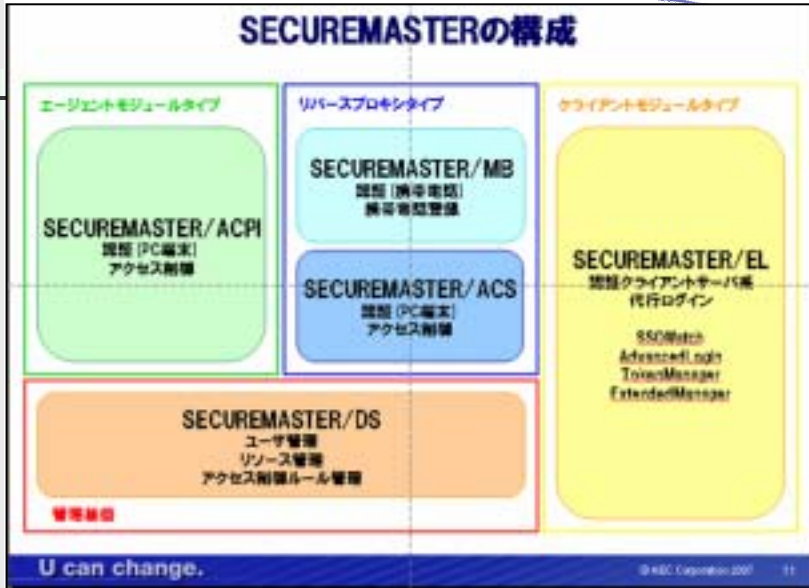 SECUREMASTERの構成
エージェントモジュールタイプ
SECUREMASTER/ACPI
認証(PC端末)
アクセス制御
リバースプロキシタイプ
SECUREMASTER/MB
認証(携帯電話)
携帯電話登録
SECUREMASTER/ACS
認証(PC端末)
アクセス制御
クライアントモジュールタイプ
SECUREMASTER/EL
認証クライアントサーバ系
代行ログイン
SSOWatch
AdvancedLogin
TokenManager
ExtendedManager
SECUREMASTER/DS
ユーザ管理
リソース管理
アクセス制御ルール管理
U can change.
© NEC Corporation 2007
11